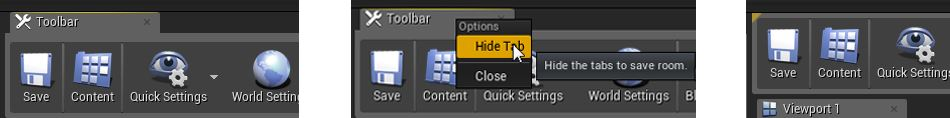 Toolbar
Save
Content
Quick Settings
World Settin
Toolbar
Options
Hide Tab
Hide the tabs to save room.
Close
Save
Content
Quick Settings
World Settings
Bl
Save
Content
Quick Settings
Viewport 1